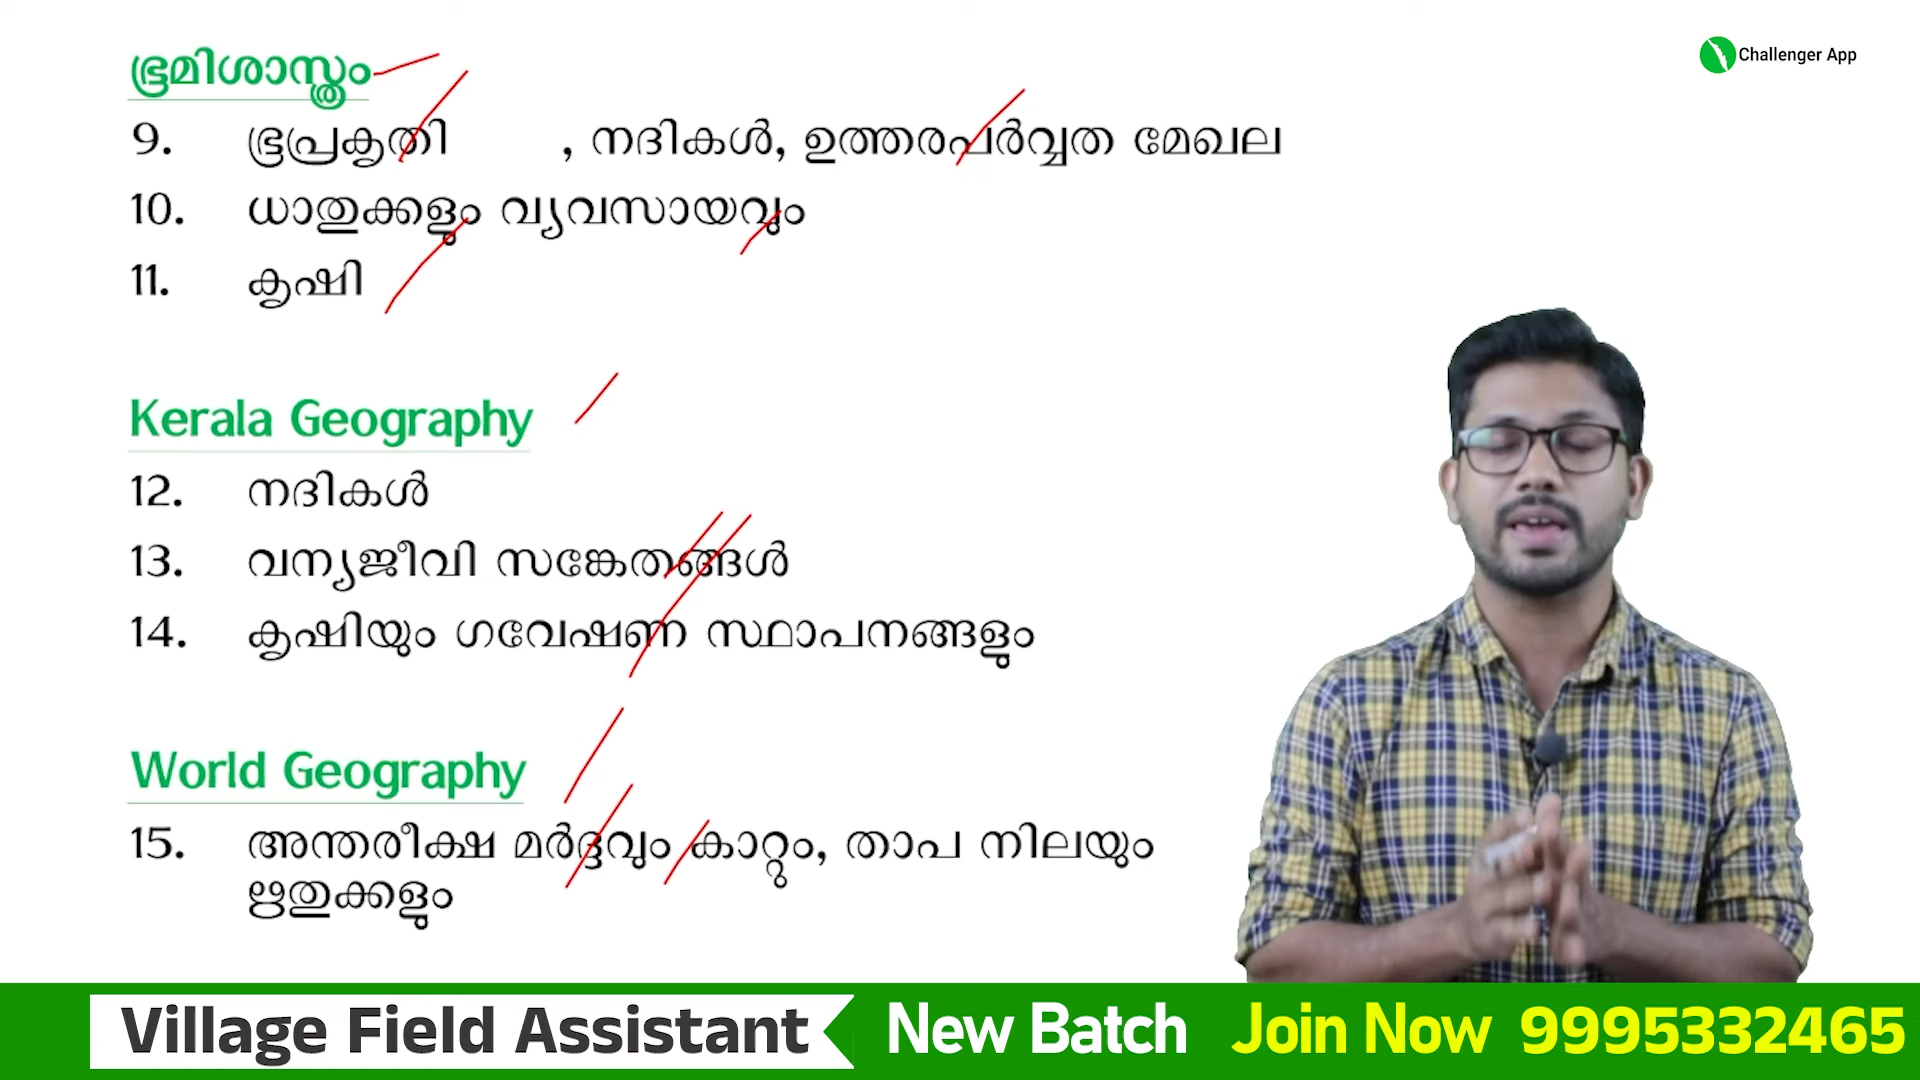 Challenger App
ഭൂമിശാസ്ത്രം
9. ഭൂപ്രകൃതി , നദികൾ, ഉത്തരപർവ്വത മേഖല
10. ധാതുക്കളും വ്യവസായവും
11. കൃഷി
Kerala Geography
12. നദികൾ
13. വന്യജീവി സങ്കേതങ്ങൾ
14. കൃഷിയും ഗവേഷണ സ്ഥാപനങ്ങളും
World Geography
15. അന്തരീക്ഷ മർദ്ദവും കാറ്റും, താപ നിലയും
ഋതുക്കളും
Village Field Assistant New Batch Join Now 9995332465